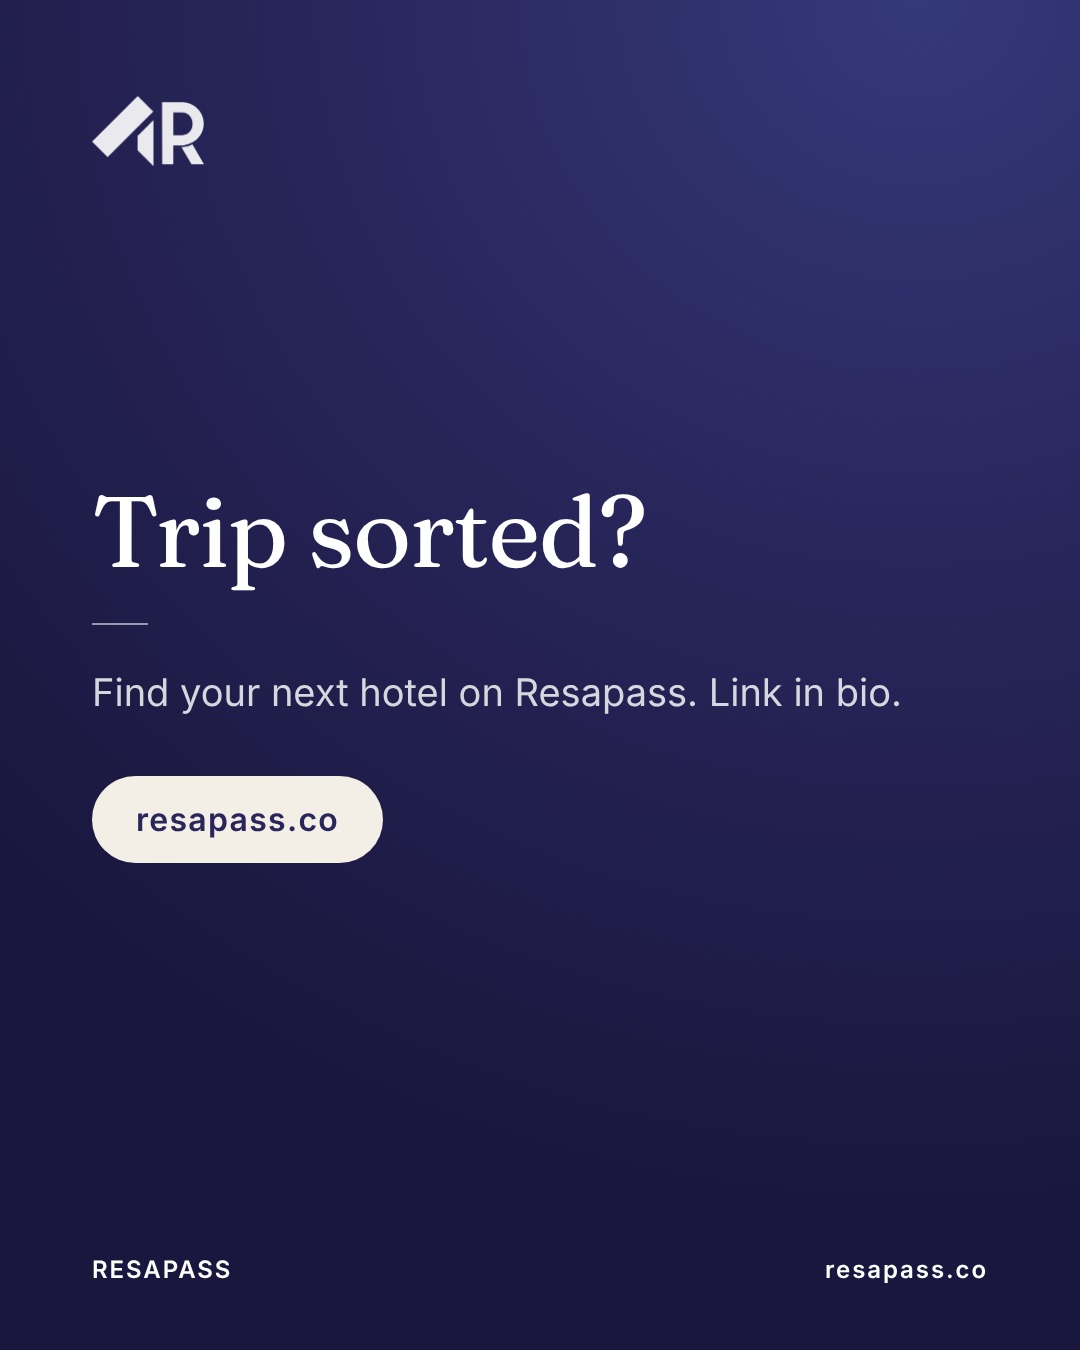 R
Trip sorted?
Find your next hotel on Resapass. Link in bio.
resapass.co
RESAPASS
resapass.co